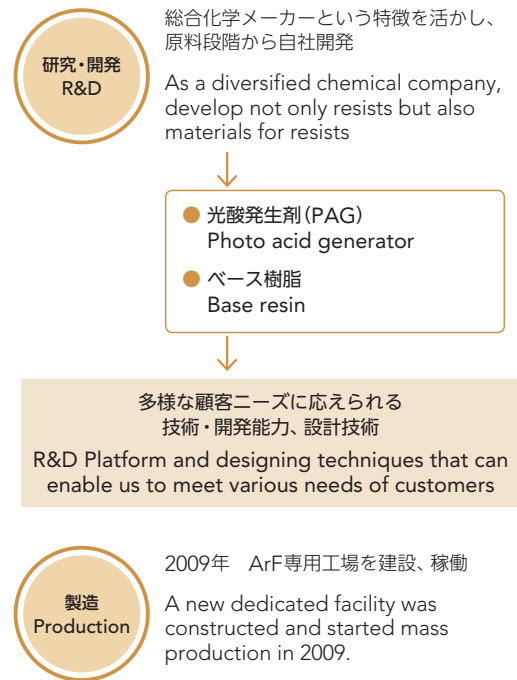 研究・開発
R&D
総合化学メーカーという特徴を活かし、
原料段階から自社開発
As a diversified chemical company,
develop not only resists but also
materials for resists
光酸発生剤(PAG)
Photo acid generator
ベース樹脂
Base resin
多様な顧客ニーズに応えられる
技術・開発能力、設計技術
R&D Platform and designing techniques that can
enable us to meet various needs of customers
製造
Production
2009年 ArF専用工場を建設、稼働
A new dedicated facility was
constructed and started mass
production in 2009.